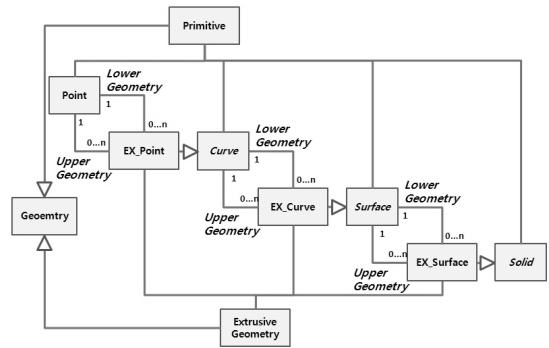 Primitive
Point
Lower
Geometry
1
1
0...n
0...n
EX_Point
Curve
Upper
Geometry
Lower
Geometry
1
1
0...n
0...n
EX_Curve
Surface
Upper
Geometry
Lower
Geometry
1
1
0...n
0...n
EX_Surface
Solid
Upper
Geometry
Geoemtry
Extrusive
Geometry